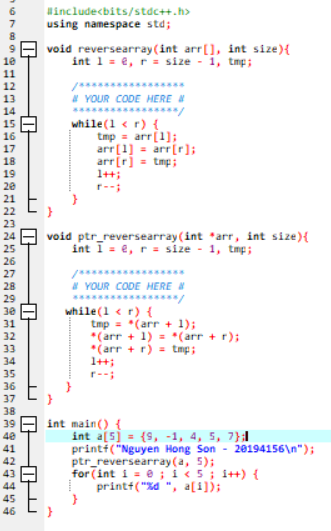 6 #include<bits/stdc++.h>
7 using namespace std;
8
9 void reversearray(int arr[], int size){
10 int l = 0, r = size - 1, tmp;
11
12 /*****************
13 # YOUR CODE HERE #
14 *****************/
15 while(l < r) {
16 tmp = arr[l];
17 arr[l] = arr[r];
18 arr[r] = tmp;
19 l++;
20 r--;
21 }
22 }
23
24 void ptr_reversearray(int *arr, int size){
25 int l = 0, r = size - 1, tmp;
26
27 /*****************
28 # YOUR CODE HERE #
29 *****************/
30 while(l < r) {
31 tmp = *(arr + l);
32 *(arr + l) = *(arr + r);
33 *(arr + r) = tmp;
34 l++;
35 r--;
36 }
37 }
38
39 int main() {
40 int a[5] = {9, -1, 4, 5, 7};
41 printf("Nguyen Hong Son - 20194156\n");
42 ptr_reversearray(a, 5);
43 for(int i = 0 ; i < 5 ; i++) {
44 printf("%d ", a[i]);
45 }
46 }